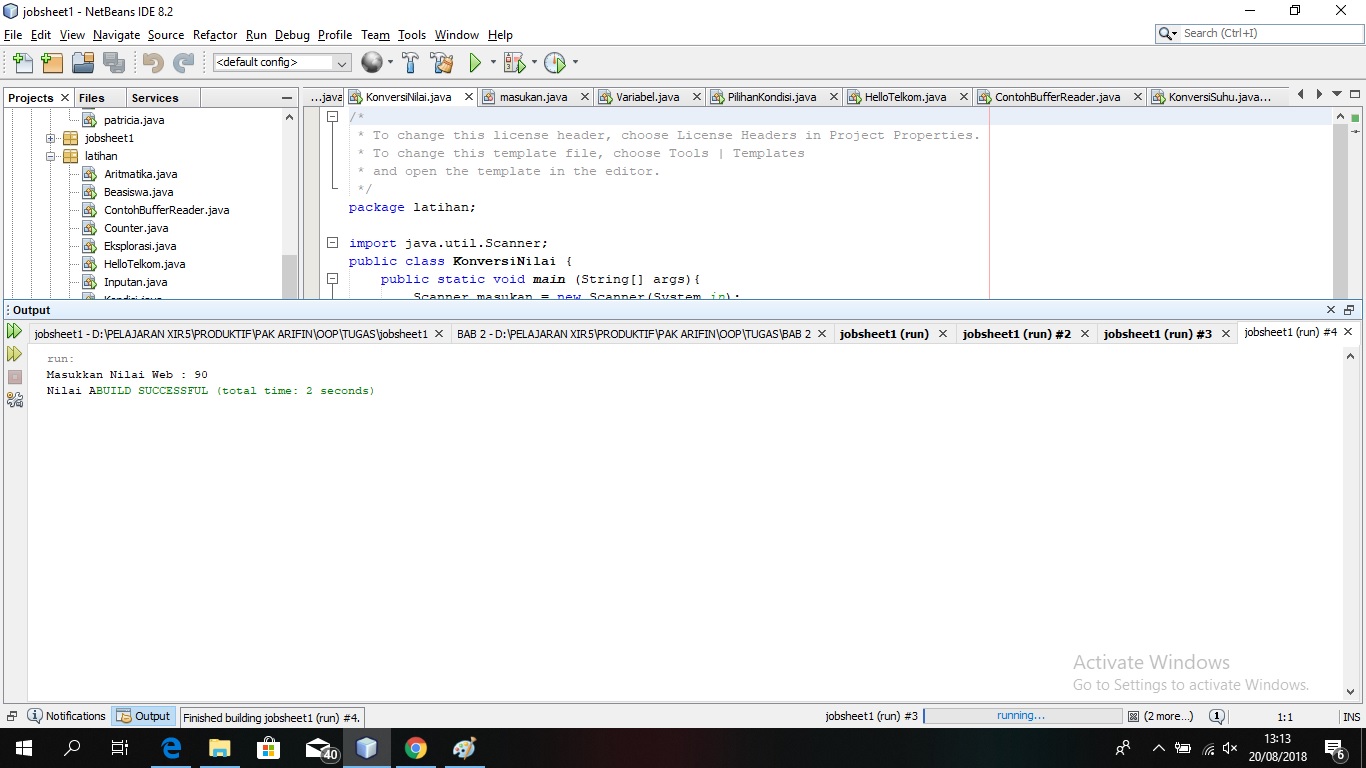 jobsheet1 - NetBeans IDE 8.2
File Edit View Navigate Source Refactor Run Debug Profile Team Tools Window Help
Search (Ctrl+I)
<default config>
Projects Files Services
...java KonversiNilai.java masukan.java Variabel.java PilihanKondisi.java HelloTelkom.java ContohBufferReader.java KonversiSuhu.java...
patricia.java
jobsheet1
latihan
Aritmatika.java
Beasiswa.java
ContohBufferReader.java
Counter.java
Eksplorasi.java
HelloTelkom.java
Inputan.java
Kondisi.java
/*
* To change this license header, choose License Headers in Project Properties.
* To change this template file, choose Tools | Templates
* and open the template in the editor.
*/
package latihan;
import java.util.Scanner;
public class KonversiNilai {
public static void main (String[] args){
Scanner masukan = new Scanner(System.in);
Output
jobsheet1 - D:\PELAJARAN XIR5\PRODUKTIF\PAK ARIFIN\OOP\TUGAS\jobsheet1 BAB 2 - D:\PELAJARAN XIR5\PRODUKTIF\PAK ARIFIN\OOP\TUGAS\BAB 2 jobsheet1 (run) jobsheet1 (run) #2 jobsheet1 (run) #3 jobsheet1 (run) #4
run:
Masukkan Nilai Web : 90
Nilai ABUILD SUCCESSFUL (total time: 2 seconds)
Activate Windows
Go to Settings to activate Windows.
Notifications Output Finished building jobsheet1 (run) #4. jobsheet1 (run) #3 running... (2 more...) 1 1:1 INS
40
13:13
20/08/2018
6